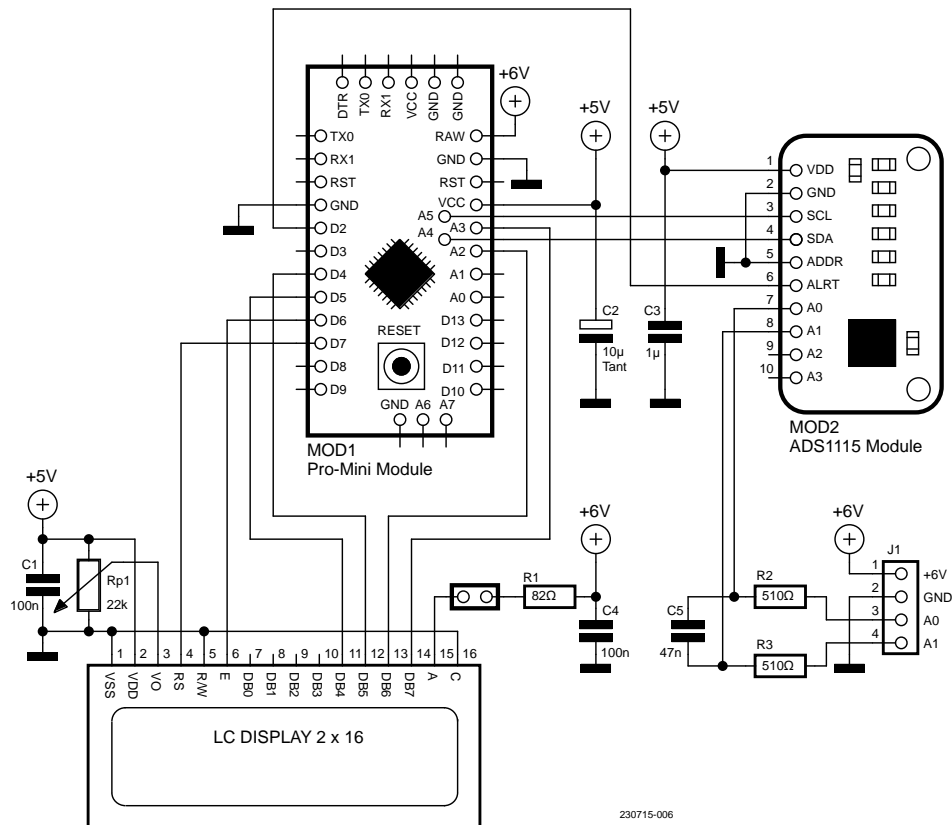 +6V
+5V
+5V
DTR
TX0
RX1
VCC
GND
GND
TX0
RX1
RST
GND
D2
D3
D4
D5
D6
D7
D8
D9
RAW
GND
RST
VCC
A5
A4
A3
A2
A1
A0
D13
D12
D11
D10
RESET
GND
A6
A7
MOD1
Pro-Mini Module
C2
10µ
Tant
C3
1µ
1
2
3
4
5
6
7
8
9
10
VDD
GND
SCL
SDA
ADDR
ALRT
A0
A1
A2
A3
MOD2
ADS1115 Module
+5V
C1
100n
Rp1
22k
R1
82Ω
+6V
C4
100n
C5
47n
R2
510Ω
R3
510Ω
+6V
J1
1
2
3
4
+6V
GND
A0
A1
1 2 3 4 5 6 7 8 9 10 11 12 13 14 15 16
VSS
VDD
VO
RS
R/W
E
DB0
DB1
DB2
DB3
DB4
DB5
DB6
DB7
A
C
LC DISPLAY 2 x 16
230715-006